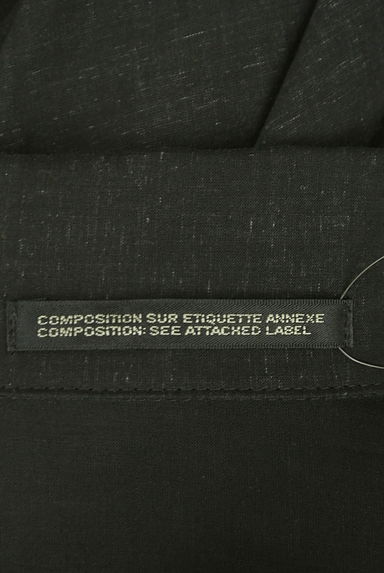 COMPOSITION SUR ETIQUETTE ANNEXE
COMPOSITION: SEE ATTACHED LABEL